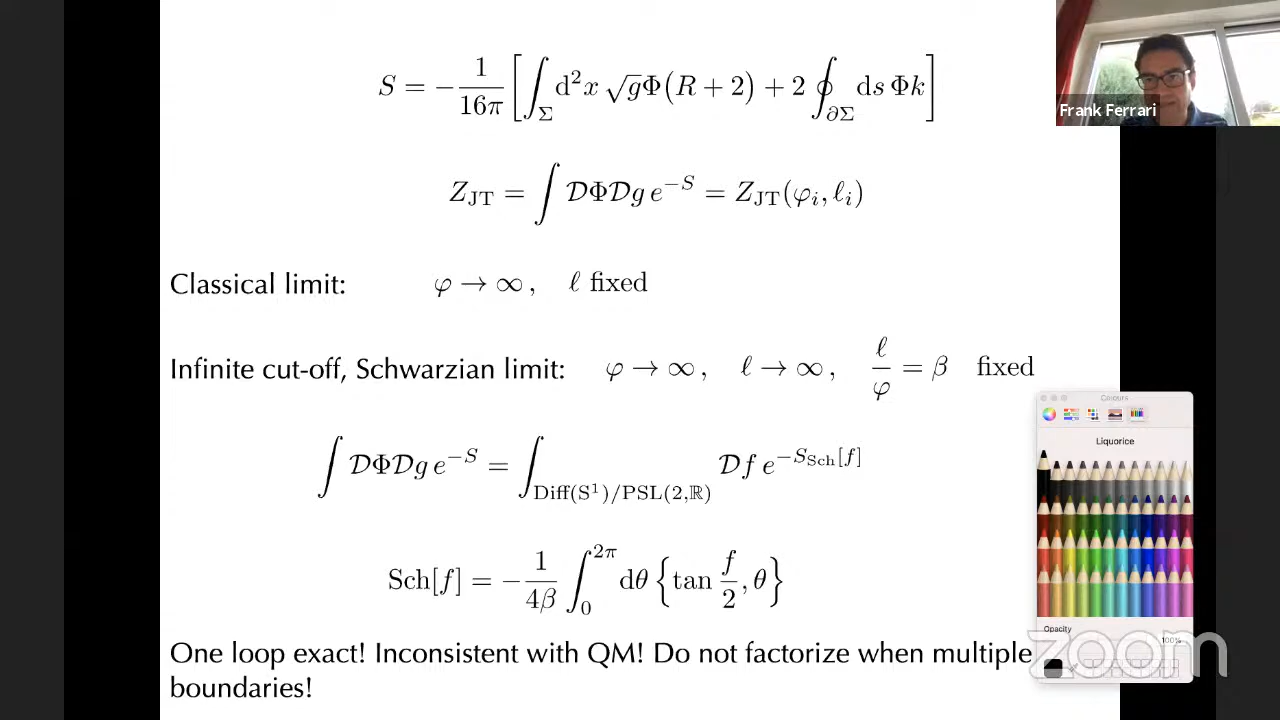 S = -\frac{1}{16\pi}\left[\int_{\Sigma} d^2x \sqrt{g}\Phi(R + 2) + 2\oint_{\partial\Sigma} ds\, \Phi k\right]
Frank Ferrari
Z_{JT} = \int \mathcal{D}\Phi\mathcal{D}g\, e^{-S} = Z_{JT}(\varphi_i, \ell_i)
Classical limit: \varphi \to \infty, \ell fixed
Infinite cut-off, Schwarzian limit: \varphi \to \infty, \ell \to \infty, \frac{\ell}{\varphi} = \beta fixed
Colours
Liquorice
\int \mathcal{D}\Phi\mathcal{D}g\, e^{-S} = \int_{Diff(S^1)/PSL(2,\mathbb{R})} \mathcal{D}f\, e^{-S_{Sch}[f]}
Sch[f] = -\frac{1}{4\beta}\int_0^{2\pi} d\theta \left\{\tan\frac{f}{2}, \theta\right\}
Opacity
100%
zoom
One loop exact! Inconsistent with QM! Do not factorize when multiple
boundaries!